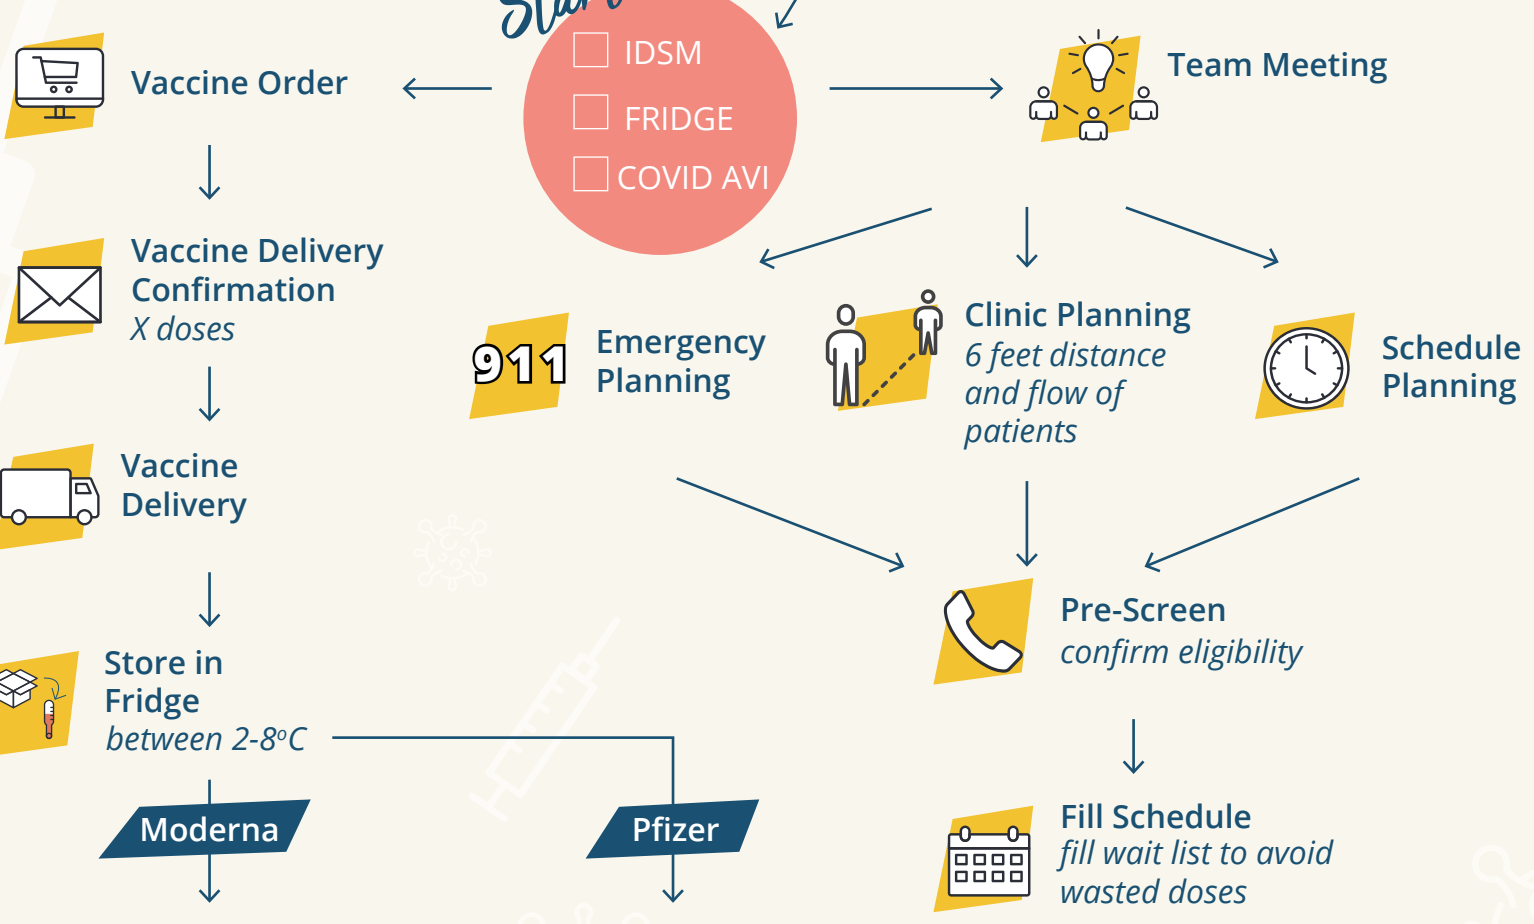 Start
IDSM
FRIDGE
COVID AVI
Vaccine Order
Team Meeting
Vaccine Delivery
Confirmation
X doses
911
Emergency
Planning
Clinic Planning
6 feet distance
and flow of
patients
Schedule
Planning
Vaccine
Delivery
Pre-Screen
confirm eligibility
Store in
Fridge
between 2-8ºC
Moderna
Pfizer
Fill Schedule
fill wait list to avoid
wasted doses